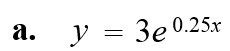 a. y = 3e^{0.25x}